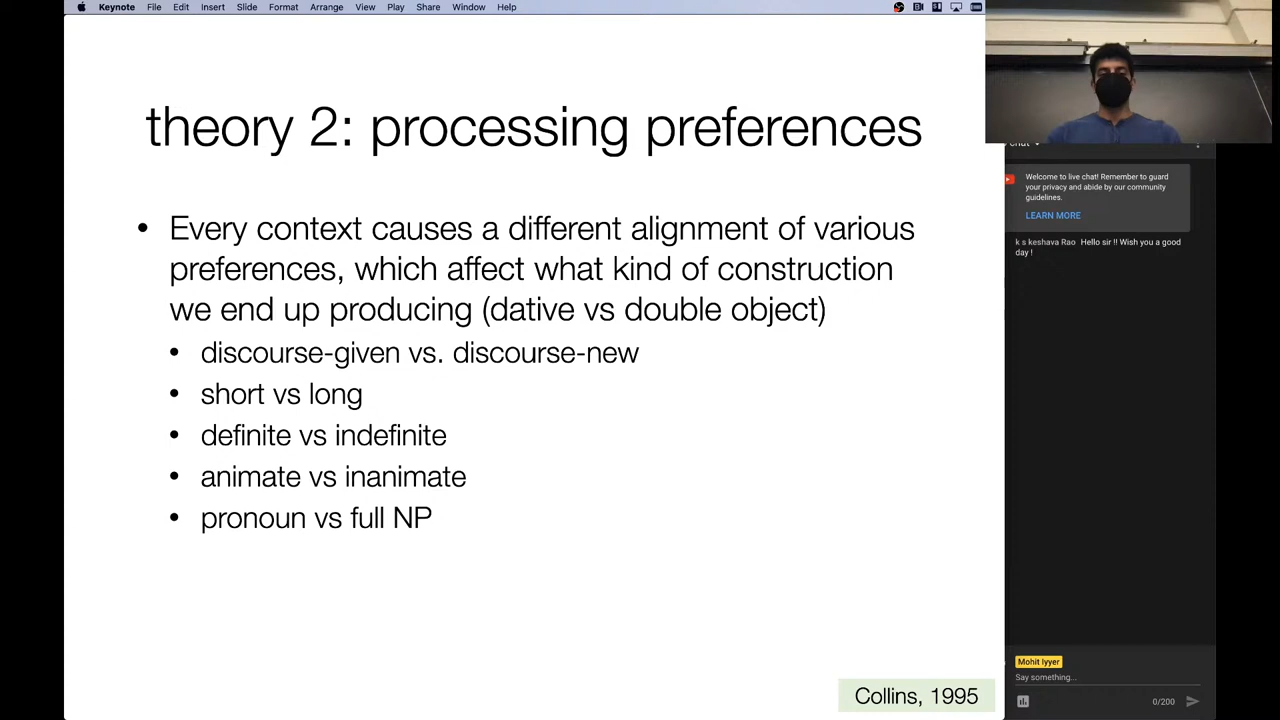 Keynote File Edit Insert Slide Format Arrange View Play Share Window Help
theory 2: processing preferences
• Every context causes a different alignment of various
preferences, which affect what kind of construction
we end up producing (dative vs double object)
• discourse-given vs. discourse-new
• short vs long
• definite vs indefinite
• animate vs inanimate
• pronoun vs full NP
Collins, 1995
chat
Welcome to live chat! Remember to guard
your privacy and abide by our community
guidelines.
LEARN MORE
k s keshava Rao Hello sir !! Wish you a good
day !
Mohit Iyyer
Say something...
0/200